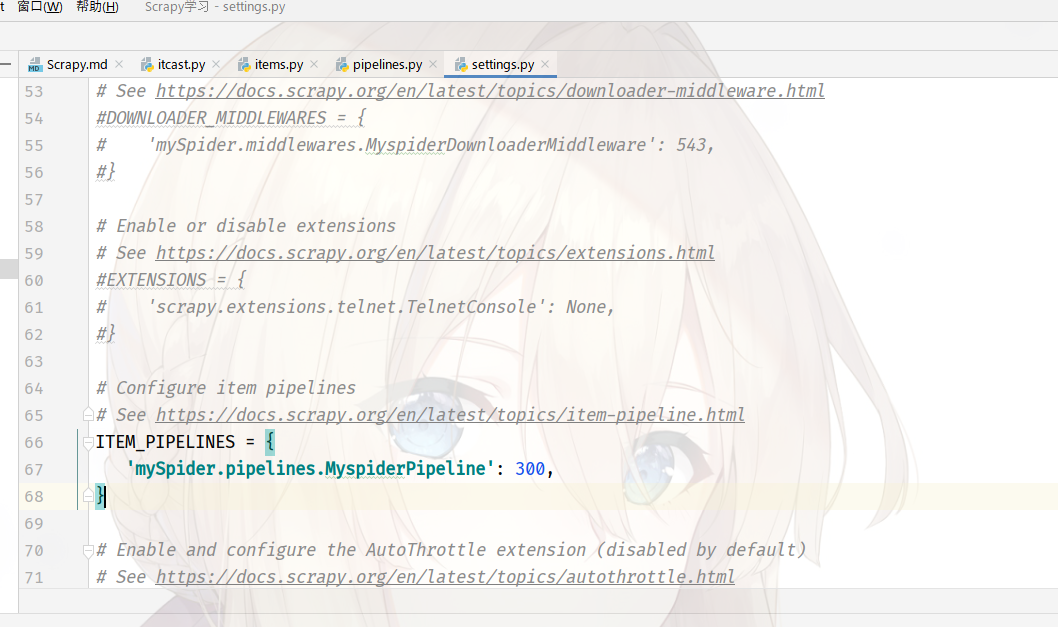 t 窗口(W) 帮助(H) Scrapy学习 - settings.py
Scrapy.md itcast.py items.py pipelines.py settings.py
53 # See https://docs.scrapy.org/en/latest/topics/downloader-middleware.html
54 #DOWNLOADER_MIDDLEWARES = {
55 #    'mySpider.middlewares.MyspiderDownloaderMiddleware': 543,
56 #}
57
58 # Enable or disable extensions
59 # See https://docs.scrapy.org/en/latest/topics/extensions.html
60 #EXTENSIONS = {
61 #    'scrapy.extensions.telnet.TelnetConsole': None,
62 #}
63
64 # Configure item pipelines
65 # See https://docs.scrapy.org/en/latest/topics/item-pipeline.html
66 ITEM_PIPELINES = {
67    'mySpider.pipelines.MyspiderPipeline': 300,
68 }
69
70 # Enable and configure the AutoThrottle extension (disabled by default)
71 # See https://docs.scrapy.org/en/latest/topics/autothrottle.html